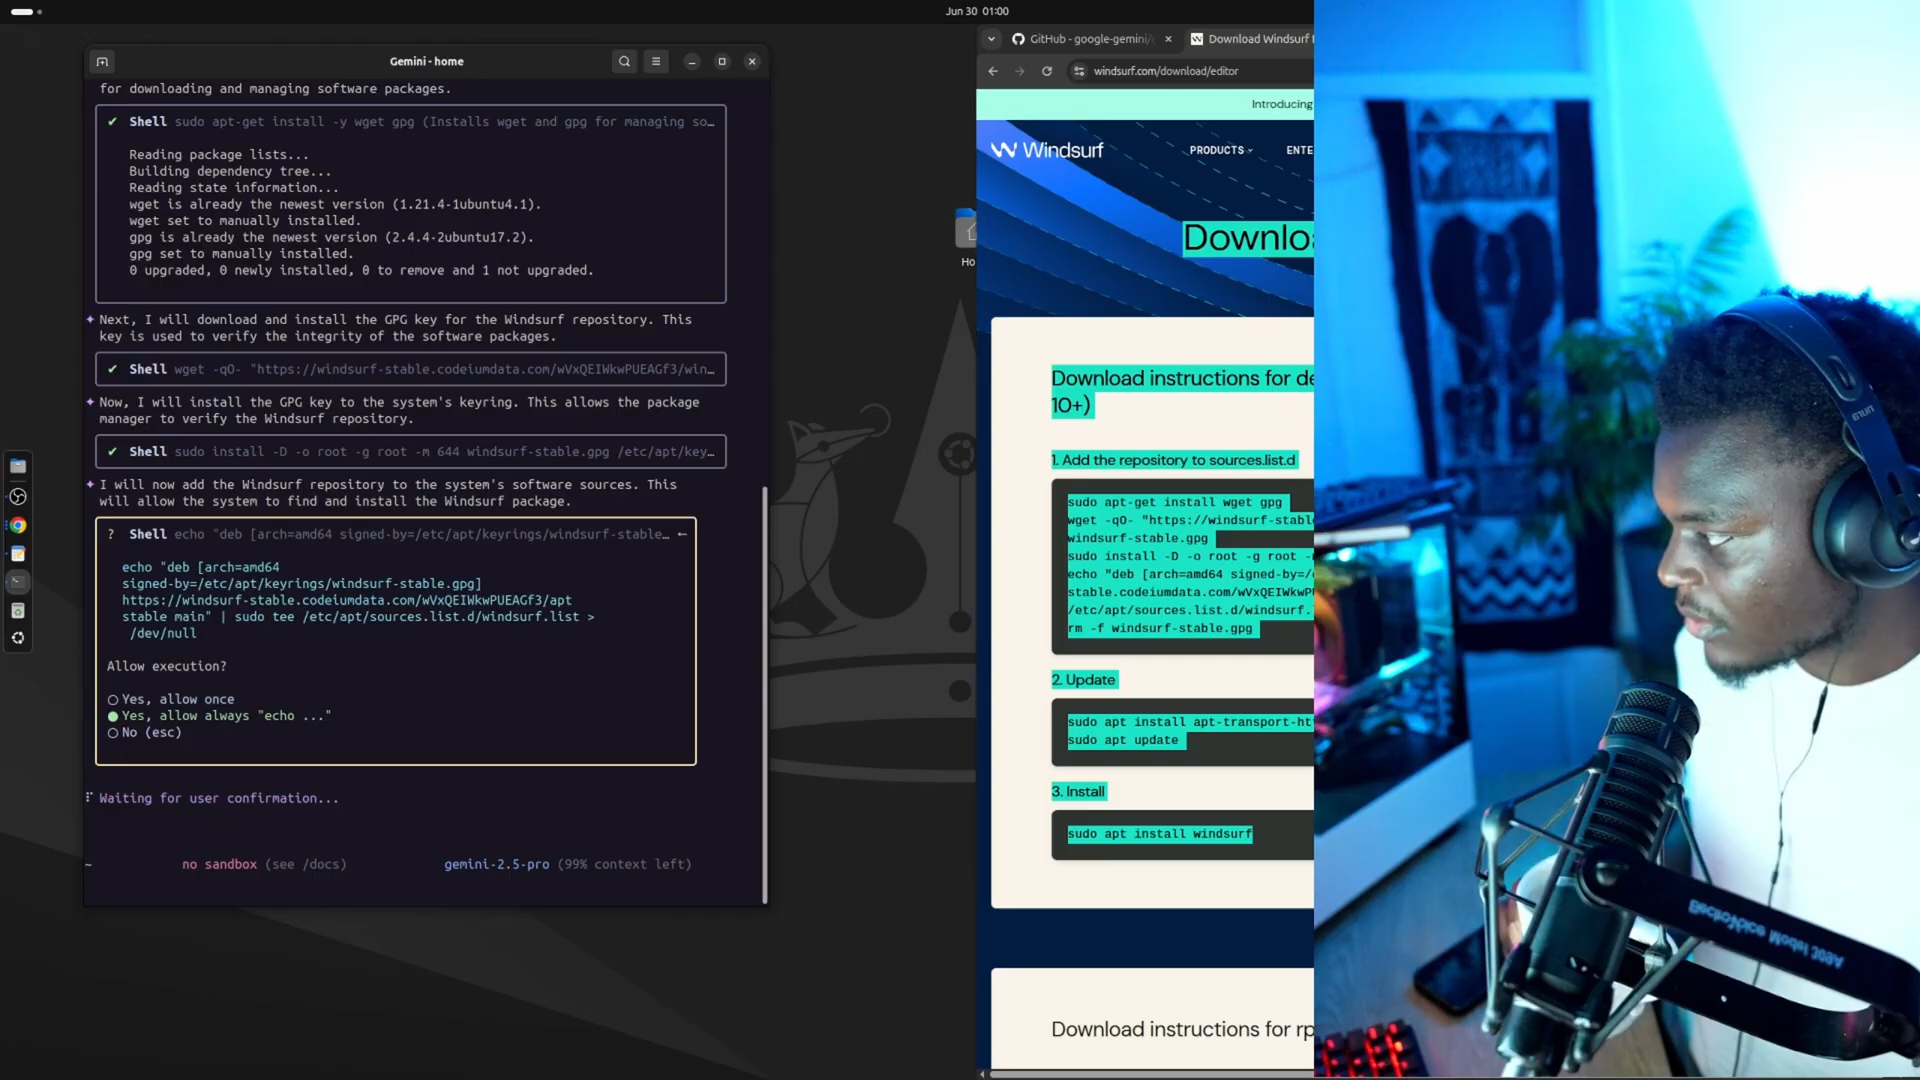 Jun 30 01:00
Gemini - home
for downloading and managing software packages.
✔ Shell sudo apt-get install -y wget gpg (Installs wget and gpg for managing so…
Reading package lists...
Building dependency tree...
Reading state information...
wget is already the newest version (1.21.4-1ubuntu4.1).
wget set to manually installed.
gpg is already the newest version (2.4.4-2ubuntu17.2).
gpg set to manually installed.
0 upgraded, 0 newly installed, 0 to remove and 1 not upgraded.
✦ Next, I will download and install the GPG key for the Windsurf repository. This
key is used to verify the integrity of the software packages.
✔ Shell wget -qO- "https://windsurf-stable.codeiumdata.com/wVxQEIWkwPUEAGf3/win…
✦ Now, I will install the GPG key to the system's keyring. This allows the package
manager to verify the Windsurf repository.
✔ Shell sudo install -D -o root -g root -m 644 windsurf-stable.gpg /etc/apt/key…
✦ I will now add the Windsurf repository to the system's software sources. This
will allow the system to find and install the Windsurf package.
? Shell echo "deb [arch=amd64 signed-by=/etc/apt/keyrings/windsurf-stable… ←
echo "deb [arch=amd64
signed-by=/etc/apt/keyrings/windsurf-stable.gpg]
https://windsurf-stable.codeiumdata.com/wVxQEIWkwPUEAGf3/apt
stable main" | sudo tee /etc/apt/sources.list.d/windsurf.list >
/dev/null
Allow execution?
○ Yes, allow once
● Yes, allow always "echo ..."
○ No (esc)
Waiting for user confirmation...
~ no sandbox (see /docs) gemini-2.5-pro (99% context left)
Ho
GitHub - google-gemini/
Download Windsurf
windsurf.com/download/editor
Introducing
Windsurf
PRODUCTS
ENTE
Downlo
Download instructions for de
10+)
1. Add the repository to sources.list.d
sudo apt-get install wget gpg
wget -qO- "https://windsurf-stabl
windsurf-stable.gpg
sudo install -D -o root -g root -
echo "deb [arch=amd64 signed-by=/
stable.codeiumdata.com/wVxQEIWkwPU
/etc/apt/sources.list.d/windsurf.
rm -f windsurf-stable.gpg
2. Update
sudo apt install apt-transport-ht
sudo apt update
3. Install
sudo apt install windsurf
Download instructions for rp
nura